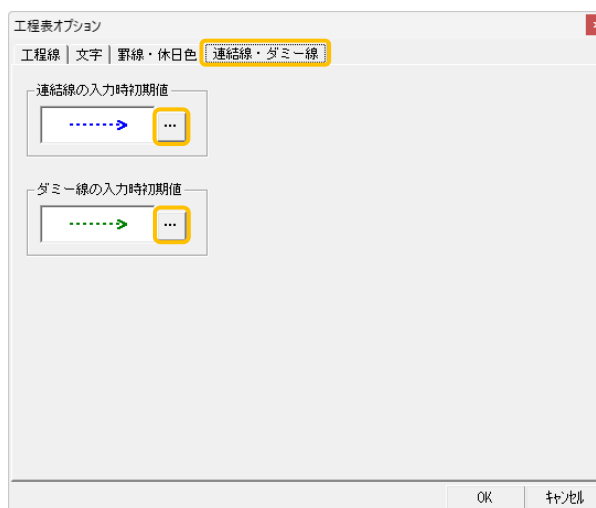 工程表オプション
工程線 文字 罫線・休日色 連結線・ダミー線
連結線の入力時初期値
...
ダミー線の入力時初期値
...
OK ｷｬﾝｾﾙ